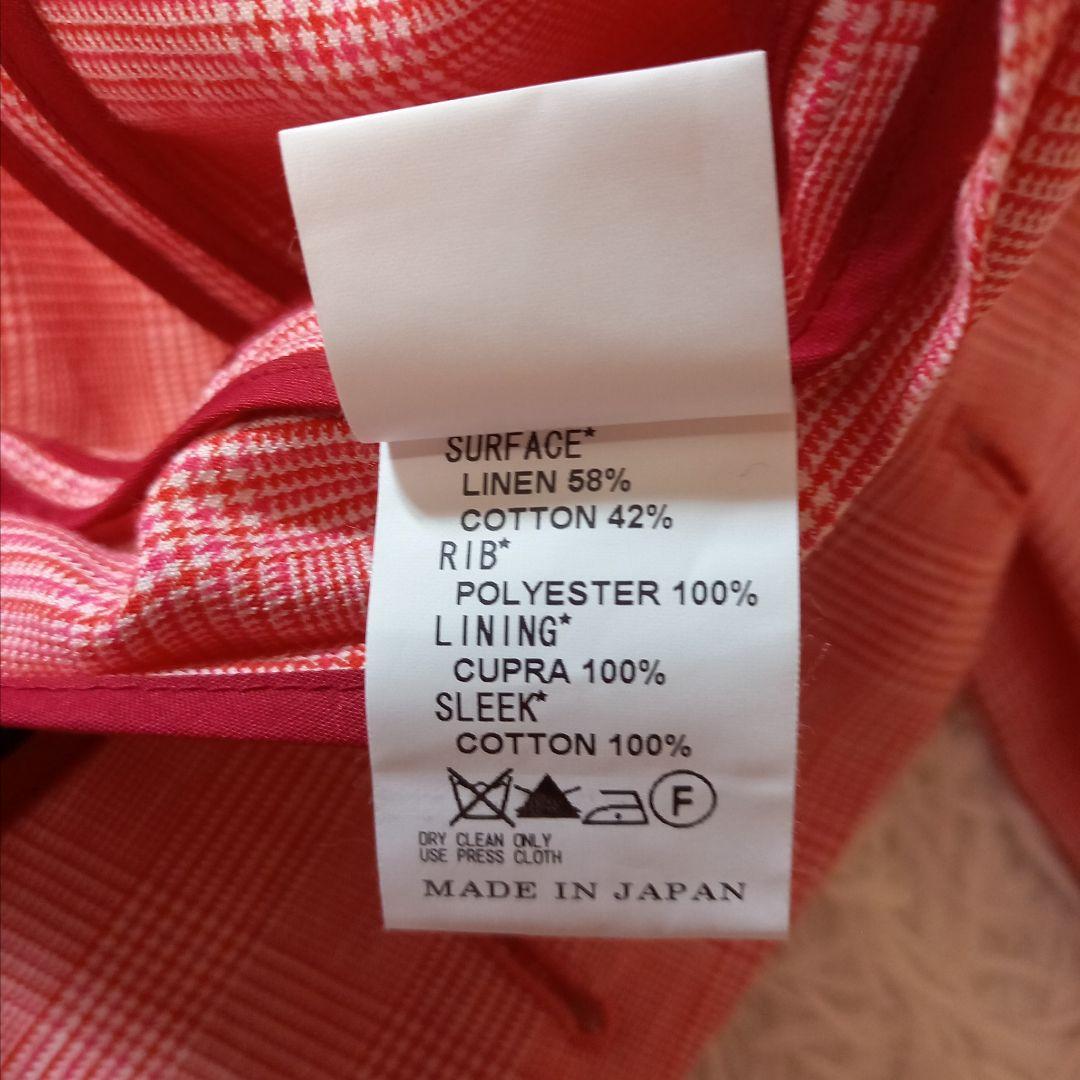 SURFACE*
LINEN 58%
COTTON 42%
RIB*
POLYESTER 100%
LINING*
CUPRA 100%
SLEEK*
COTTON 100%
F
DRY CLEAN ONLY
USE PRESS CLOTH
MADE IN JAPAN